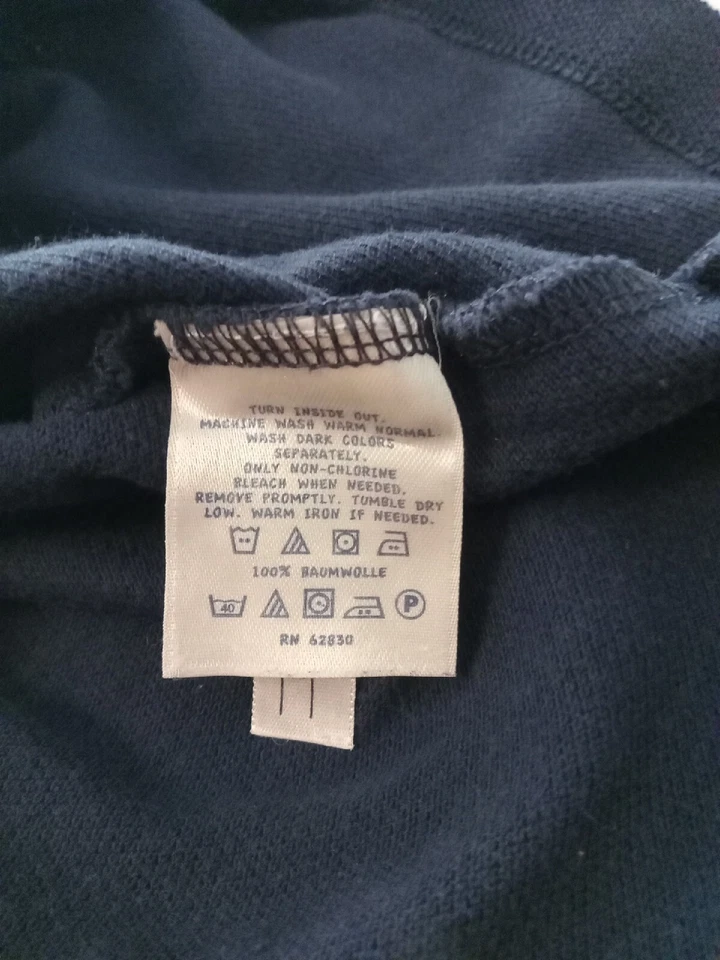 TURN INSIDE OUT.
MACHINE WASH WARM NORMAL.
WASH DARK COLORS
SEPARATELY.
ONLY NON-CHLORINE
BLEACH WHEN NEEDED.
REMOVE PROMPTLY. TUMBLE DRY
LOW. WARM IRON IF NEEDED.
100% BAUMWOLLE
40 P
RN 62830